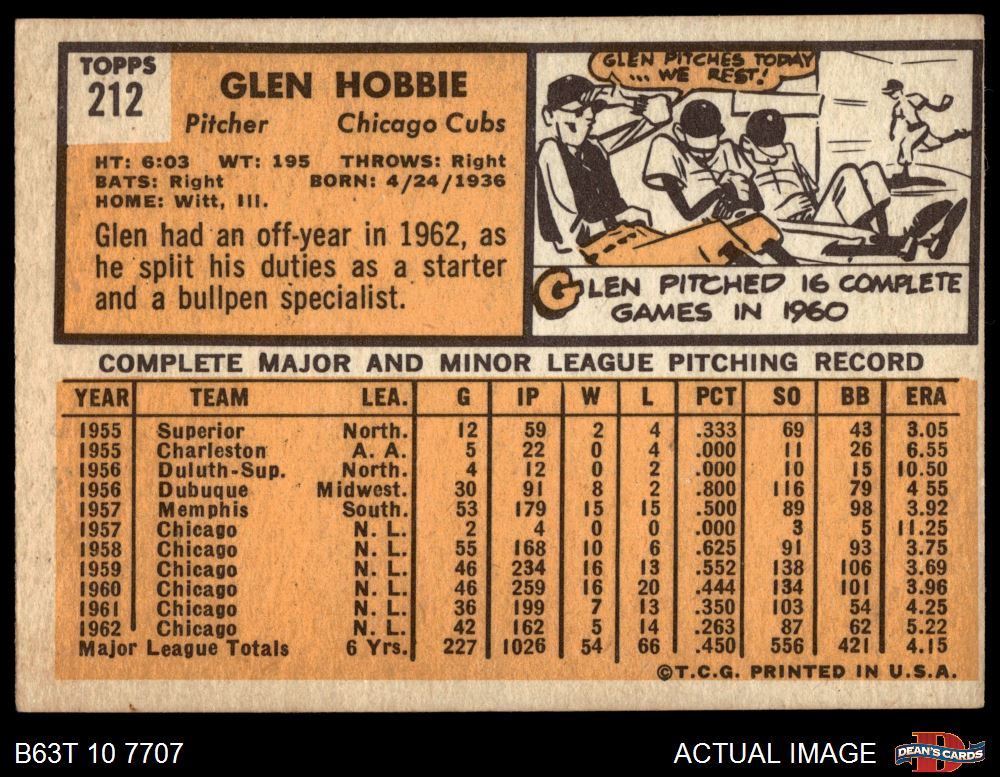 TOPPS
212
GLEN HOBBIE
Pitcher Chicago Cubs
HT: 6:03 WT: 195 THROWS: Right
BATS: Right BORN: 4/24/1936
HOME: Witt, Ill.
Glen had an off-year in 1962, as
he split his duties as a starter
and a bullpen specialist.
GLEN PITCHES TODAY
... WE REST!
GLEN PITCHED 16 COMPLETE
GAMES IN 1960
COMPLETE MAJOR AND MINOR LEAGUE PITCHING RECORD
YEAR TEAM LEA. G IP W L PCT SO BB ERA
1955 Superior North. 12 59 2 4 .333 69 43 3.05
1955 Charleston A. A. 5 22 0 4 .000 11 26 6.55
1956 Duluth-Sup. North. 4 12 0 2 .000 10 15 10.50
1956 Dubuque Midwest. 30 91 8 2 .800 116 79 4 55
1957 Memphis South. 53 179 15 15 .500 89 98 3.92
1957 Chicago N. L. 2 4 0 0 .000 3 5 11.25
1958 Chicago N. L. 55 168 10 6 .625 91 93 3.75
1959 Chicago N. L. 46 234 16 13 .552 138 106 3.69
1960 Chicago N. L. 46 259 16 20 .444 134 101 3.96
1961 Chicago N. L. 36 199 7 13 .350 103 54 4.25
1962 Chicago N. L. 42 162 5 14 .263 87 62 5.22
Major League Totals 6 Yrs. 227 1026 54 66 .450 556 421 4.15
©T.C.G. PRINTED IN U.S.A.
B63T 10 7707 ACTUAL IMAGE
DEAN'S CARDS